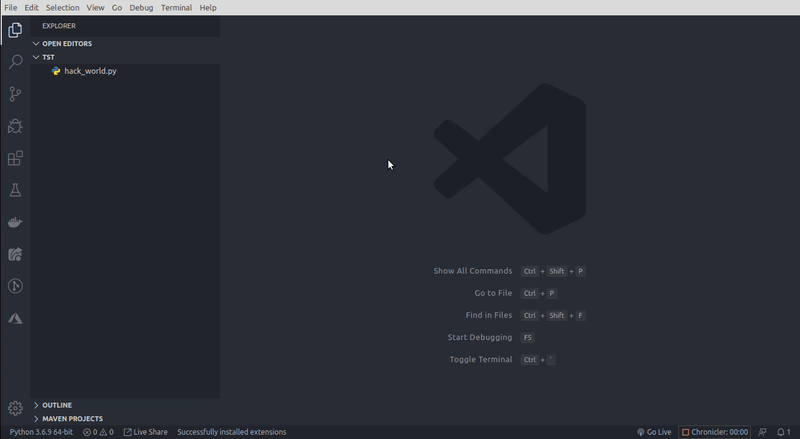 File Edit Selection View Go Debug Terminal Help
EXPLORER
OPEN EDITORS
TST
hack_world.py
Show All Commands Ctrl + Shift + P
Go to File Ctrl + P
Find in Files Ctrl + Shift + F
Start Debugging F5
Toggle Terminal Ctrl + `
OUTLINE
MAVEN PROJECTS
Python 3.6.9 64-bit 0 0 Live Share Successfully installed extensions Go Live Chronicler: 00:00 1